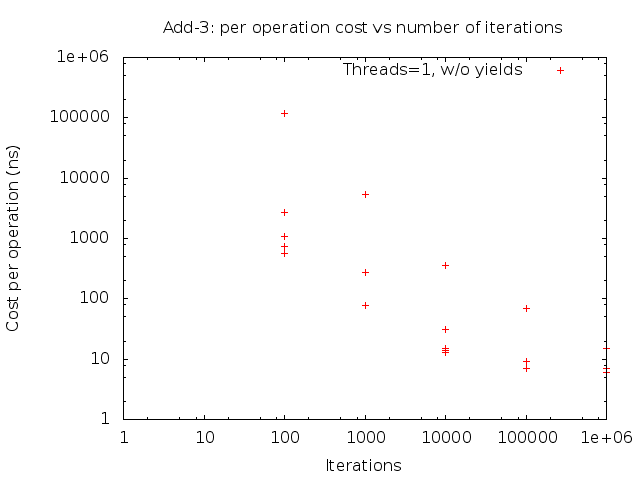 Add-3: per operation cost vs number of iterations
Threads=1, w/o yields
Cost per operation (ns)
1e+06
100000
10000
1000
100
10
1
1 10 100 1000 10000 100000 1e+06
Iterations